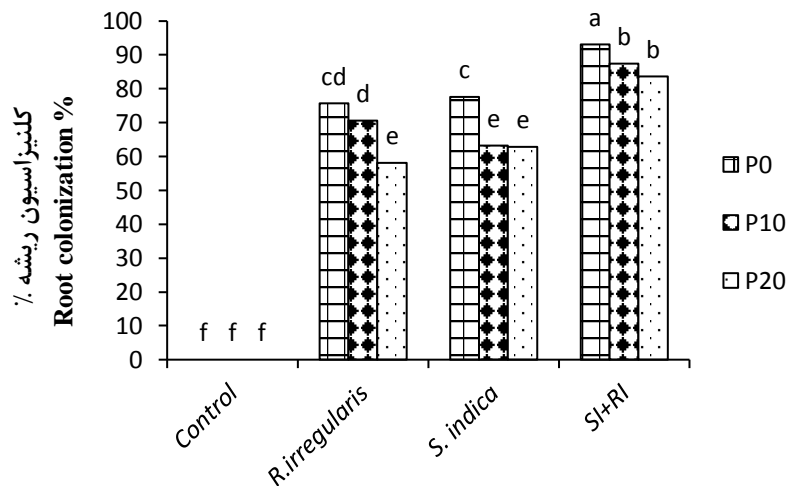 کلنیزاسیون ریشه %
Root colonization %
100
90
80
70
60
50
40
30
20
10
0
f f f
cd d e
c e e
a b b
Control
R.irregularis
S. indica
SI+RI
P0
P10
P20